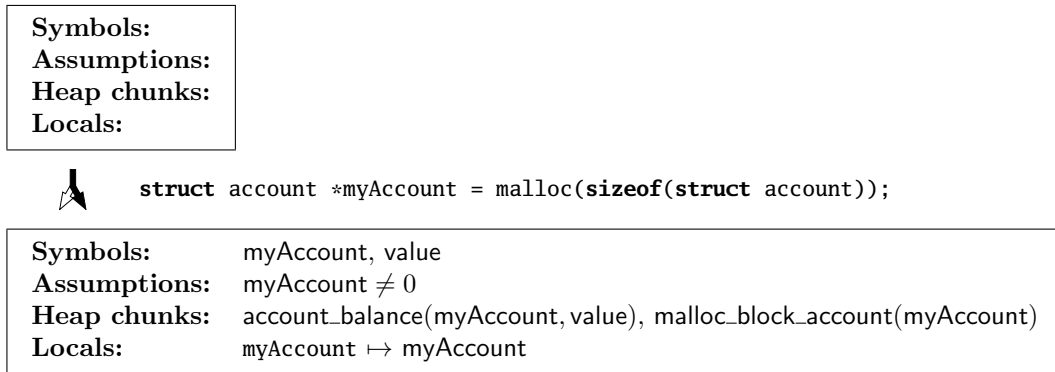 Symbols:
Assumptions:
Heap chunks:
Locals:
struct account *myAccount = malloc(sizeof(struct account));
Symbols: myAccount, value
Assumptions: myAccount ≠ 0
Heap chunks: account_balance(myAccount, value), malloc_block_account(myAccount)
Locals: myAccount ↦ myAccount